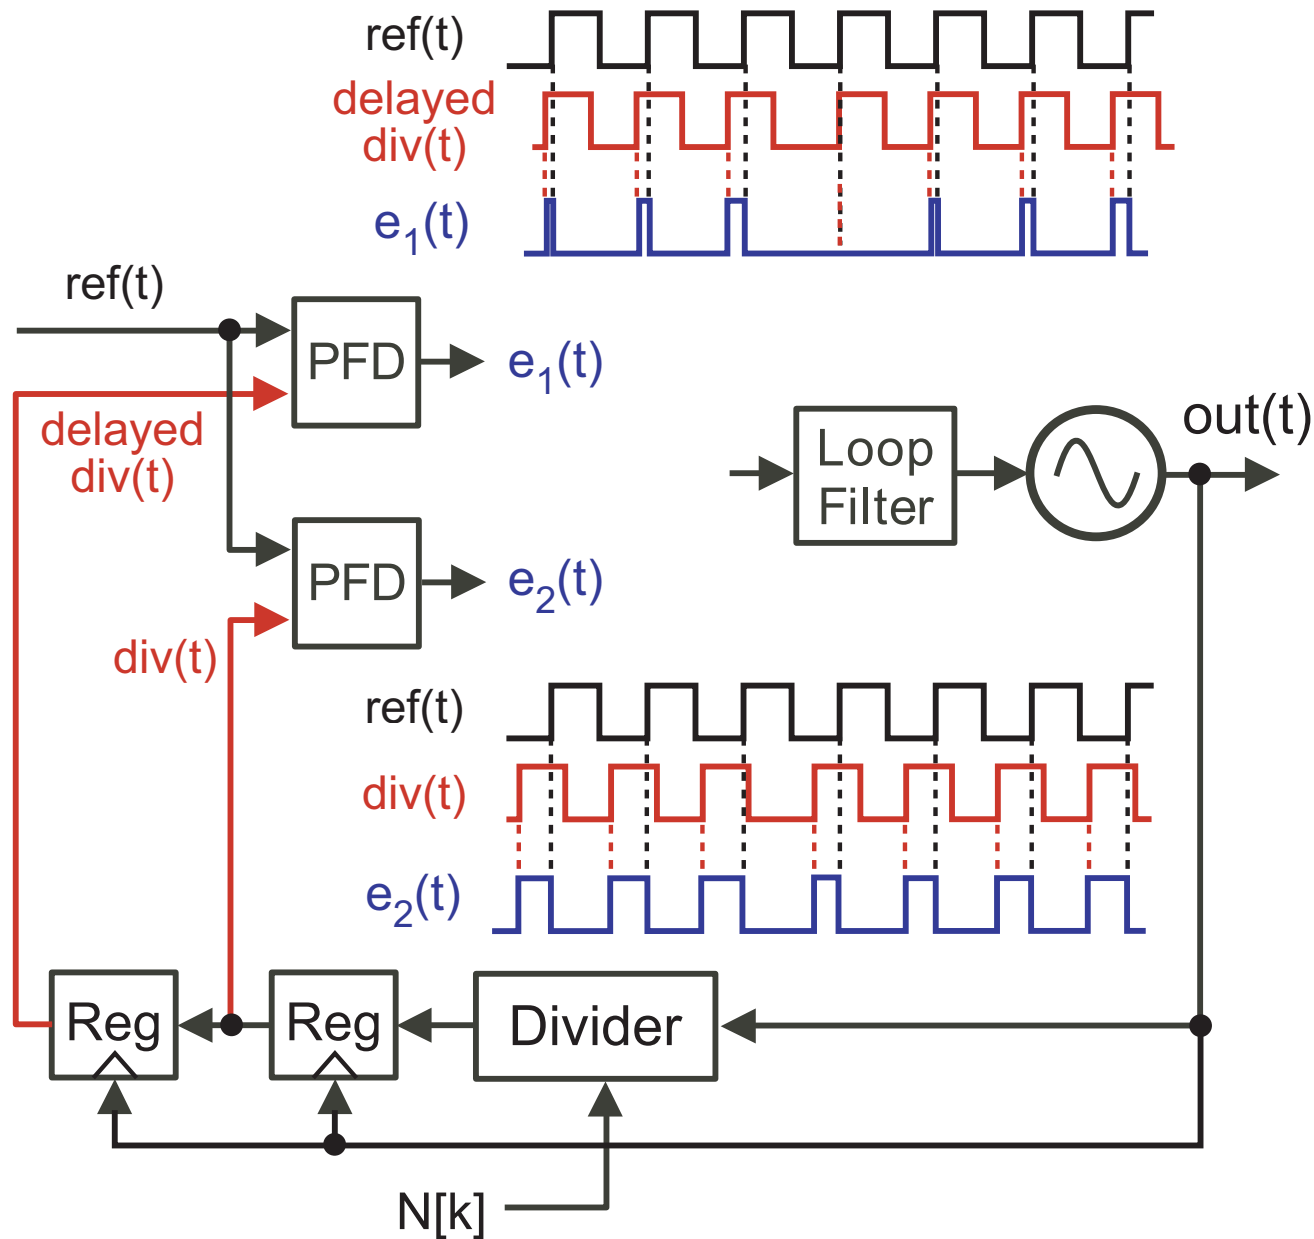 ref(t)
delayed
div(t)
e1(t)
ref(t)
PFD
e1(t)
delayed
div(t)
Loop
Filter
out(t)
PFD
e2(t)
div(t)
ref(t)
div(t)
e2(t)
Reg
Reg
Divider
N[k]